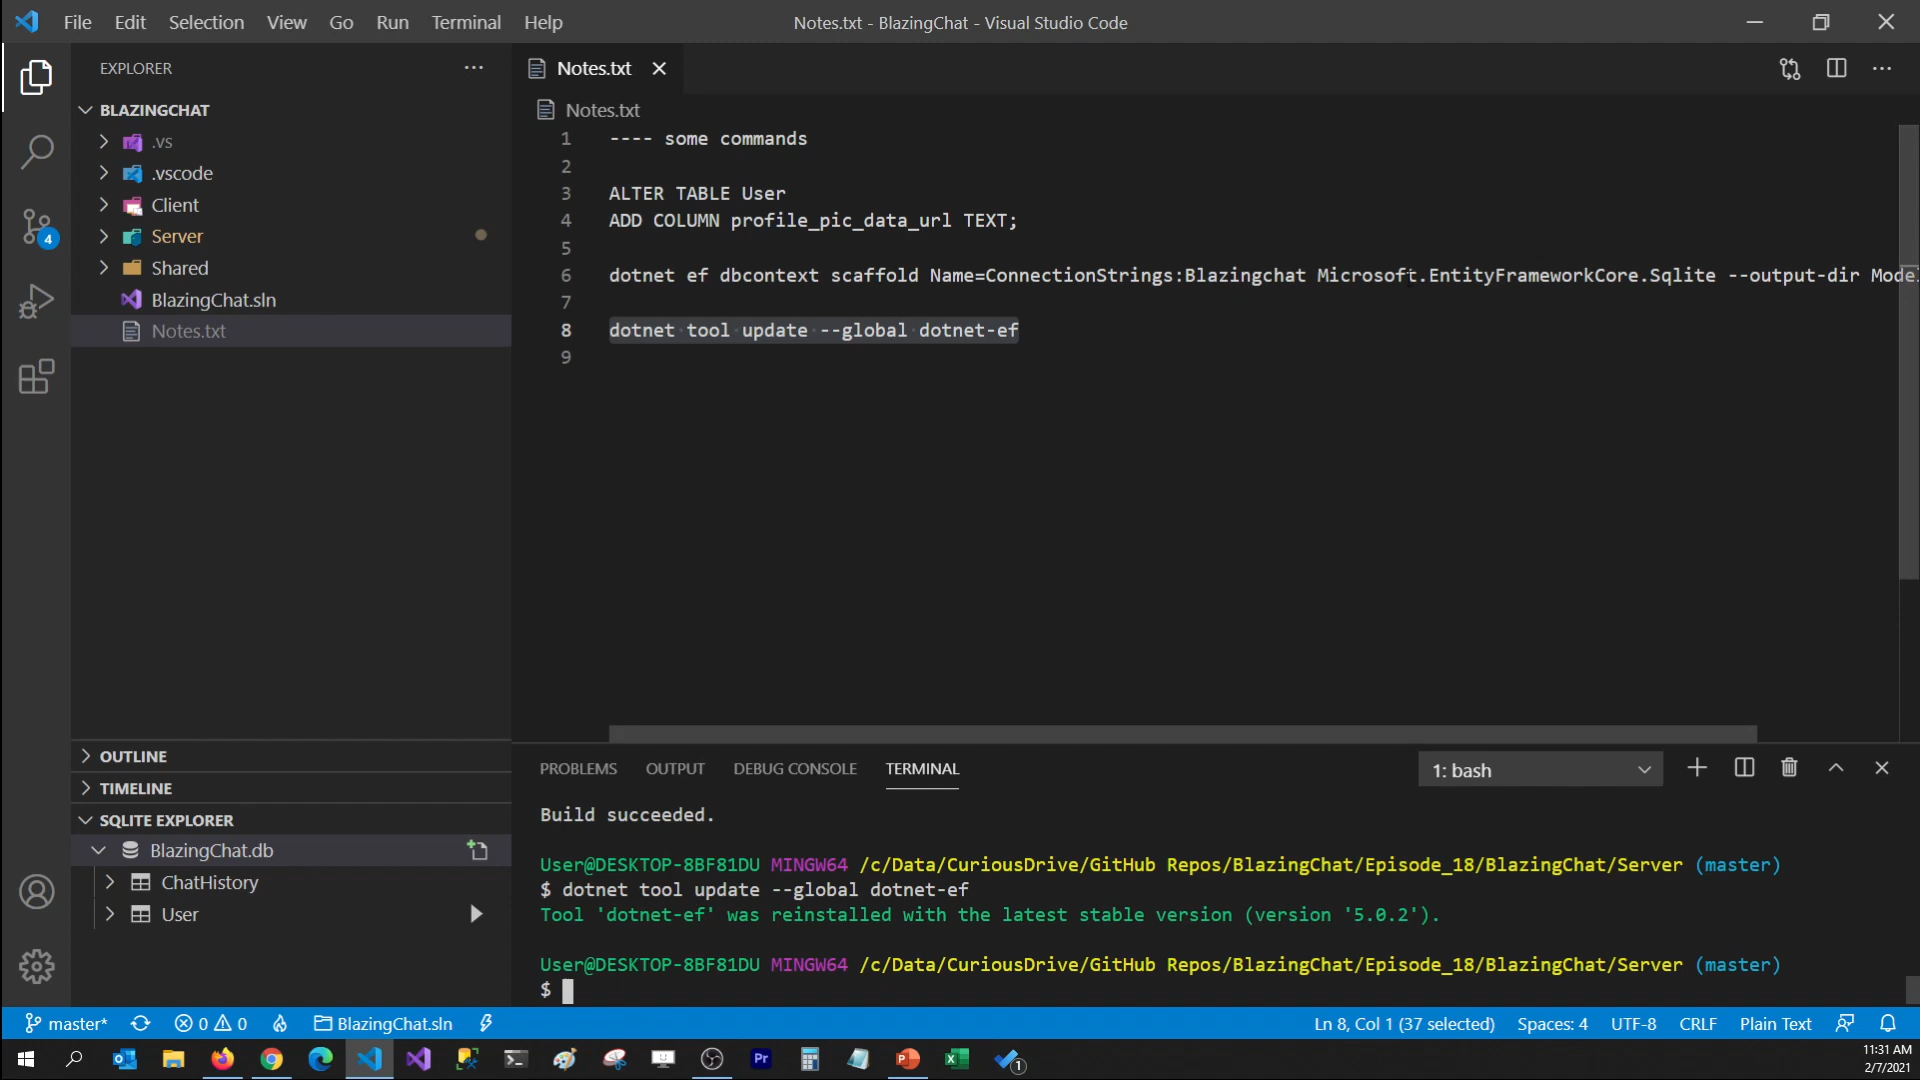 File Edit Selection View Go Run Terminal Help
Notes.txt - BlazingChat - Visual Studio Code
EXPLORER
BLAZINGCHAT
.vs
.vscode
Client
Server
Shared
BlazingChat.sln
Notes.txt
4
Notes.txt
Notes.txt
1 ---- some commands
2
3 ALTER TABLE User
4 ADD COLUMN profile_pic_data_url TEXT;
5
6 dotnet ef dbcontext scaffold Name=ConnectionStrings:Blazingchat Microsoft.EntityFrameworkCore.Sqlite --output-dir Mode
7
8 dotnet tool update --global dotnet-ef
9
OUTLINE
TIMELINE
SQLITE EXPLORER
BlazingChat.db
ChatHistory
User
PROBLEMS OUTPUT DEBUG CONSOLE TERMINAL
1: bash
Build succeeded.
User@DESKTOP-8BF81DU MINGW64 /c/Data/CuriousDrive/GitHub Repos/BlazingChat/Episode_18/BlazingChat/Server (master)
$ dotnet tool update --global dotnet-ef
Tool 'dotnet-ef' was reinstalled with the latest stable version (version '5.0.2').
User@DESKTOP-8BF81DU MINGW64 /c/Data/CuriousDrive/GitHub Repos/BlazingChat/Episode_18/BlazingChat/Server (master)
$
master* 0 0 BlazingChat.sln
Ln 8, Col 1 (37 selected) Spaces: 4 UTF-8 CRLF Plain Text
Pr
1
11:31 AM
2/7/2021